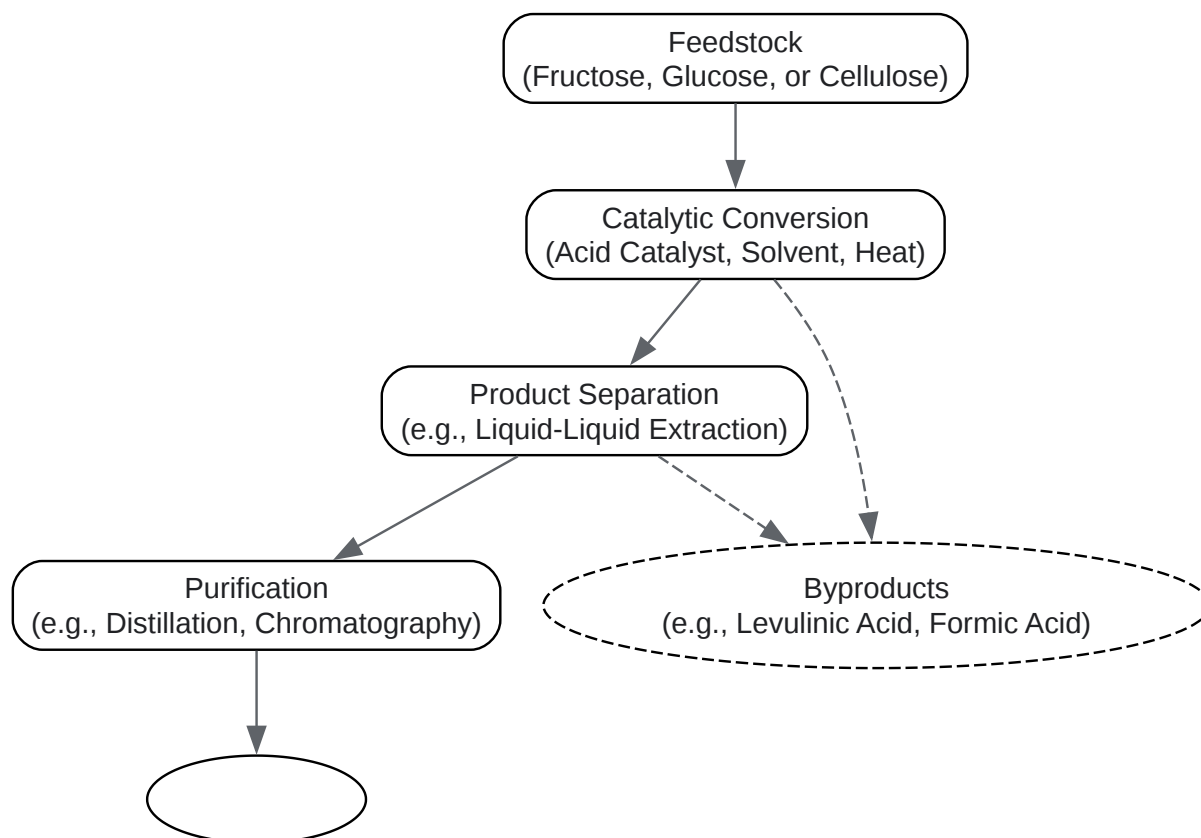 Feedstock
(Fructose, Glucose, or Cellulose)
Catalytic Conversion
(Acid Catalyst, Solvent, Heat)
Product Separation
(e.g., Liquid-Liquid Extraction)
Purification
(e.g., Distillation, Chromatography)
Byproducts
(e.g., Levulinic Acid, Formic Acid)